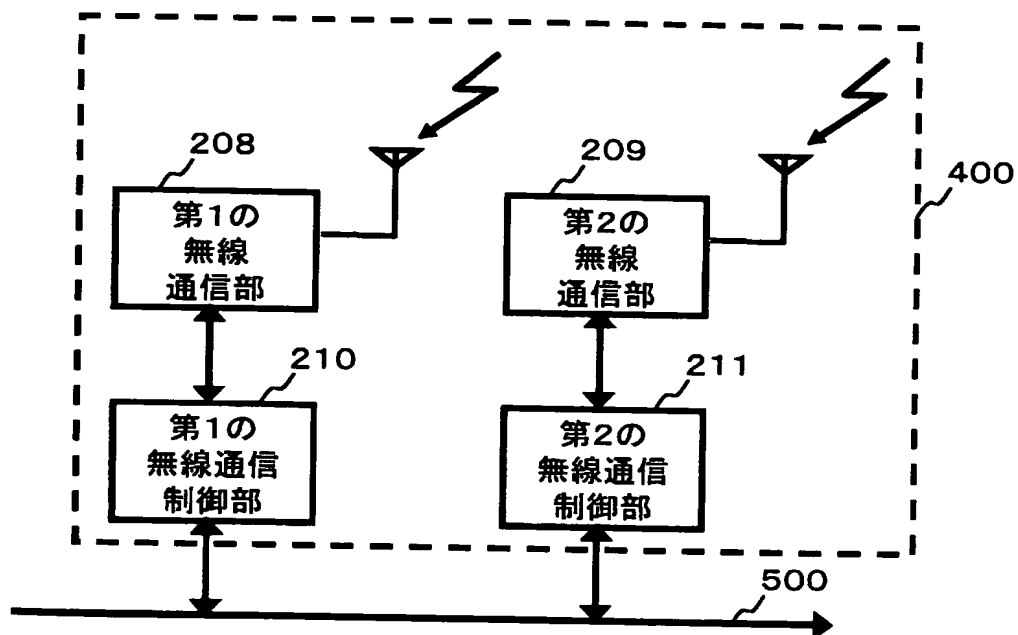 208
209
400
第1の
無線
通信部
第2の
無線
通信部
210
211
第1の
無線通信
制御部
第2の
無線通信
制御部
500